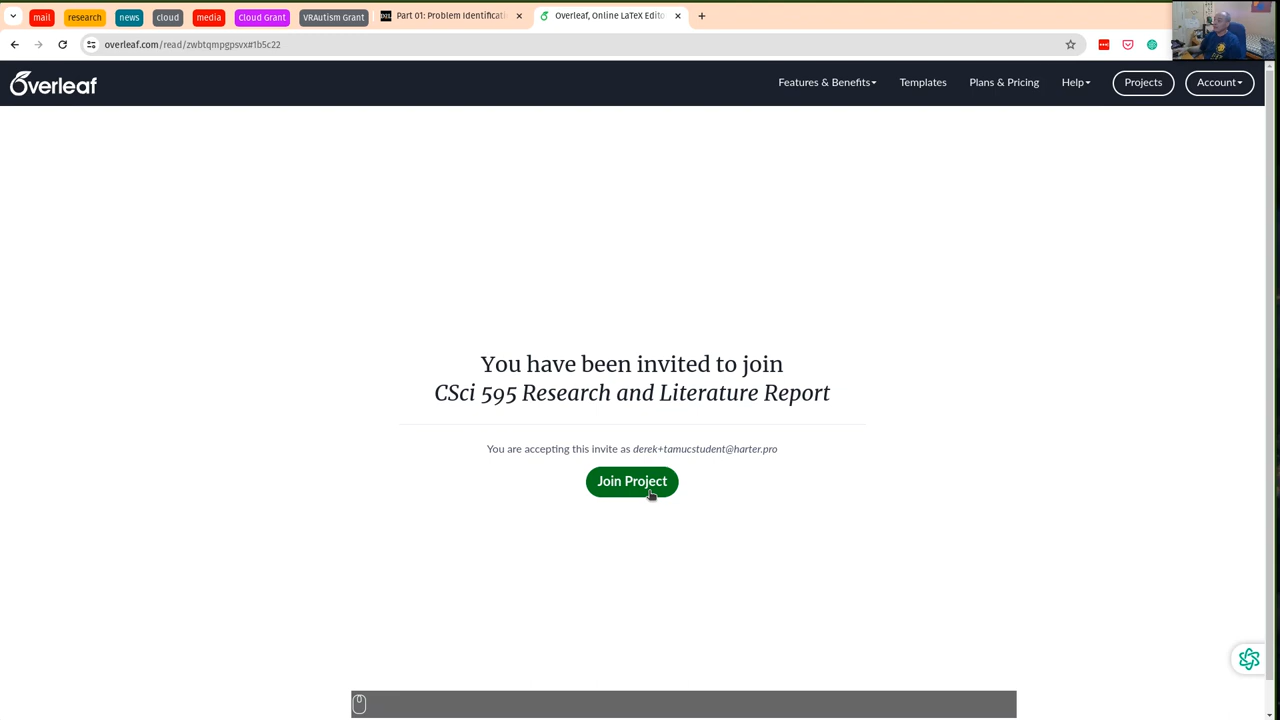 mail
research
news
cloud
media
Cloud Grant
VRAutism Grant
Part 01: Problem Identificati
Overleaf, Online LaTeX Edito
overleaf.com/read/zwbtqmpgpsvx#1b5c22
Overleaf
Features & Benefits
Templates
Plans & Pricing
Help
Projects
Account
You have been invited to join
CSci 595 Research and Literature Report
You are accepting this invite as derek+tamucstudent@harter.pro
Join Project